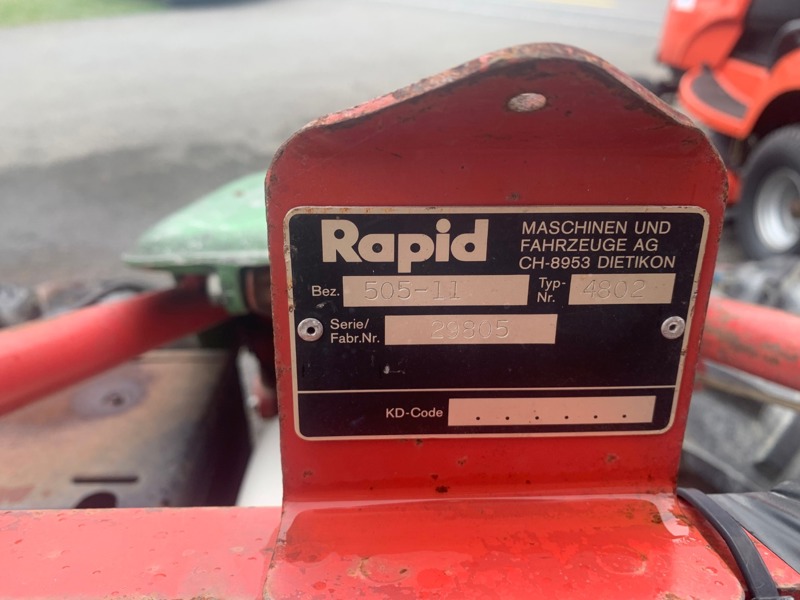 Rapid
MASCHINEN UND
FAHRZEUGE AG
CH-8953 DIETIKON
Bez. 505-11 Typ-Nr. 4802
Serie/
Fabr.Nr. 29805
KD-Code ......